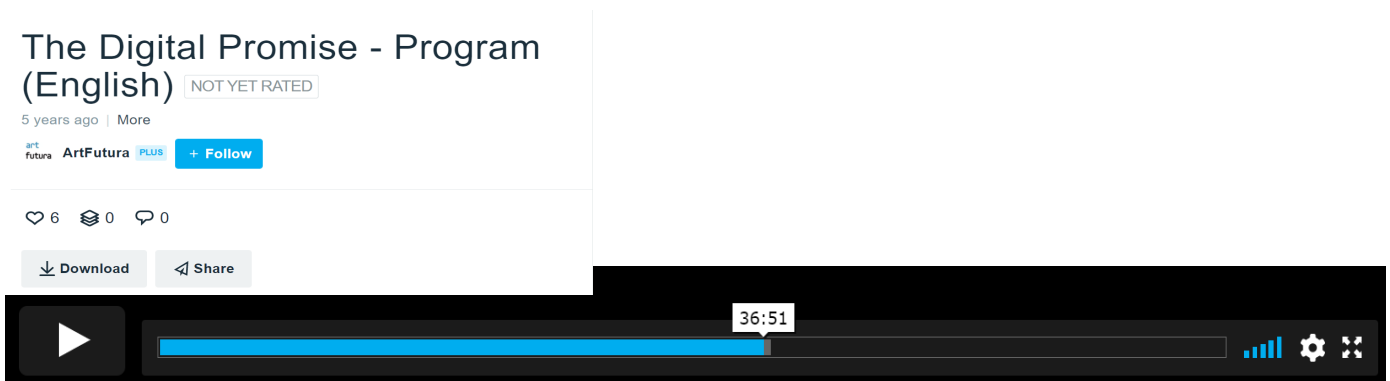 The Digital Promise - Program
(English) NOT YET RATED
5 years ago | More
art
futura
ArtFutura PLUS + Follow
6 0 0
Download Share
36:51